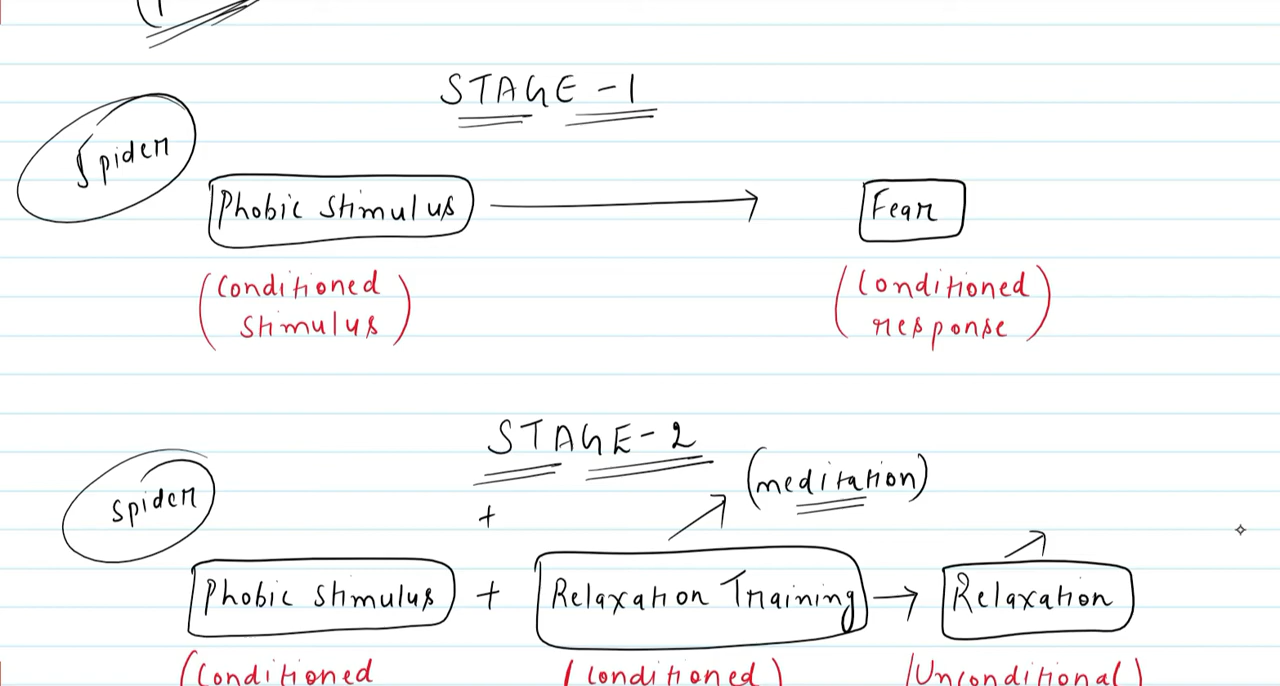 STAGE-1
Spider
Phobic Stimulus
Fear
(Conditioned
Stimulus)
(Conditioned
response)
STAGE-2
(meditation)
Spider
+
Phobic Stimulus + Relaxation Training → Relaxation
(Conditioned (Conditioned) (Unconditional)